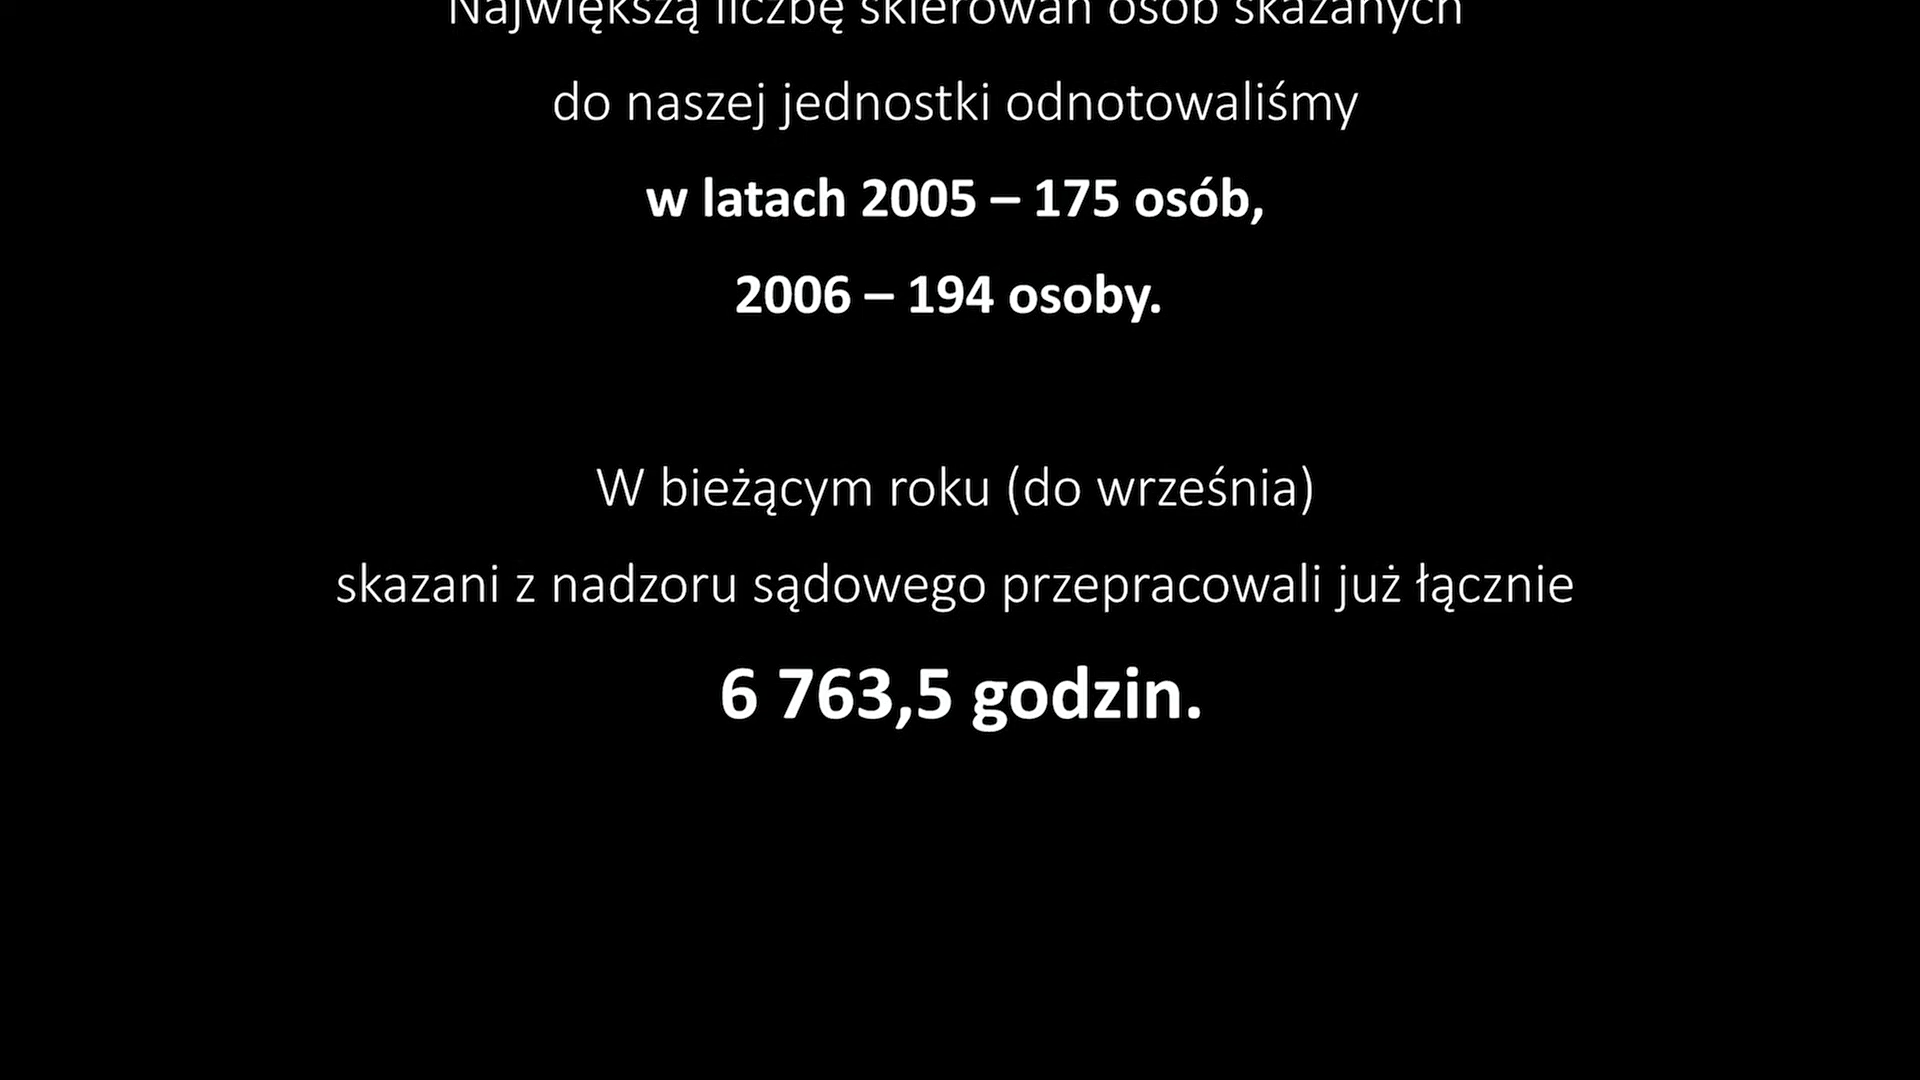 Największą liczbę skierowań osób skazanych
do naszej jednostki odnotowaliśmy
w latach 2005 – 175 osób,
2006 – 194 osoby.
W bieżącym roku (do września)
skazani z nadzoru sądowego przepracowali już łącznie
6 763,5 godzin.